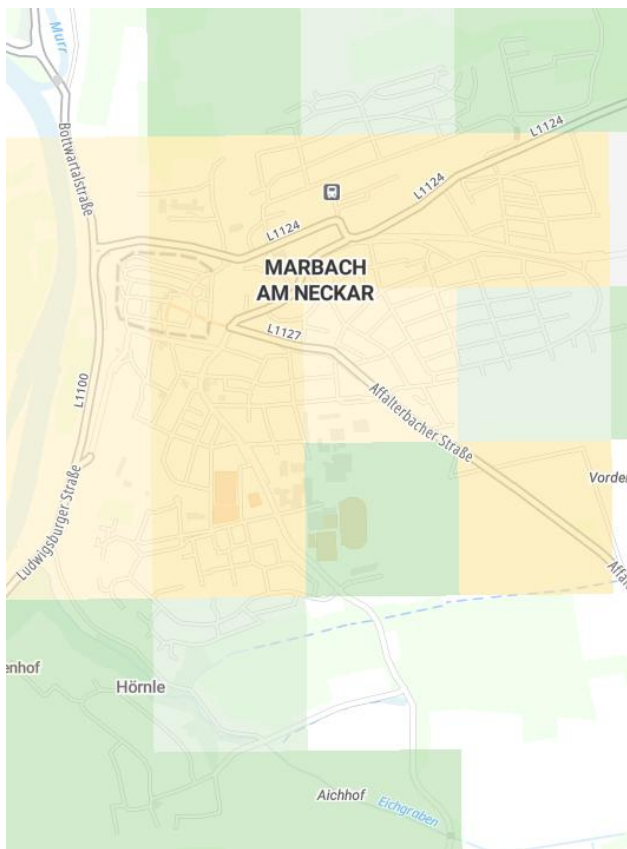 Murr
Bottwartalstraße
L1124
L1124
L1124
MARBACH
AM NECKAR
L1127
L1100
Affalterbacher Straße
Ludwigsburger Straße
Vorder
Affalt
enhof
Hörnle
Aichhof
Eichgraben